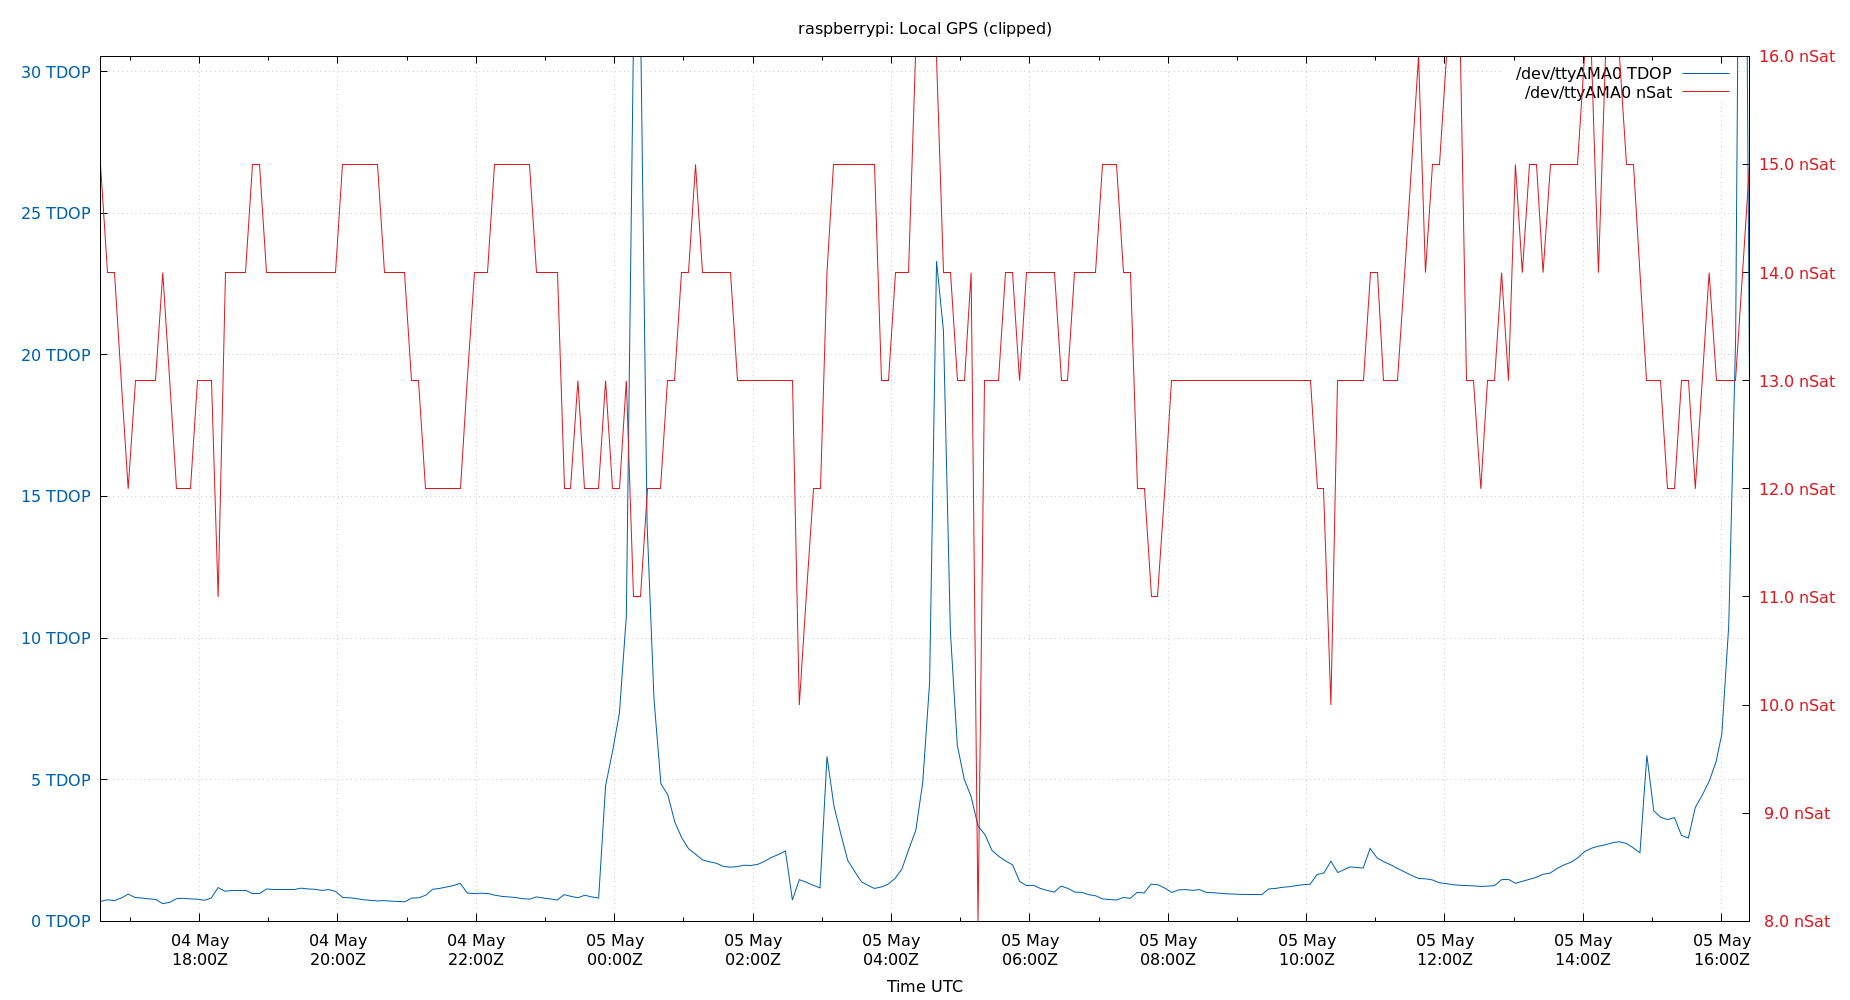 raspberrypi: Local GPS (clipped)
30 TDOP
25 TDOP
20 TDOP
15 TDOP
10 TDOP
5 TDOP
0 TDOP
16.0 nSat
15.0 nSat
14.0 nSat
13.0 nSat
12.0 nSat
11.0 nSat
10.0 nSat
9.0 nSat
8.0 nSat
/dev/ttyAMA0 TDOP
/dev/ttyAMA0 nSat
04 May 04 May 04 May 05 May 05 May 05 May 05 May 05 May 05 May 05 May 05 May 05 May
18:00Z 20:00Z 22:00Z 00:00Z 02:00Z 04:00Z 06:00Z 08:00Z 10:00Z 12:00Z 14:00Z 16:00Z
Time UTC